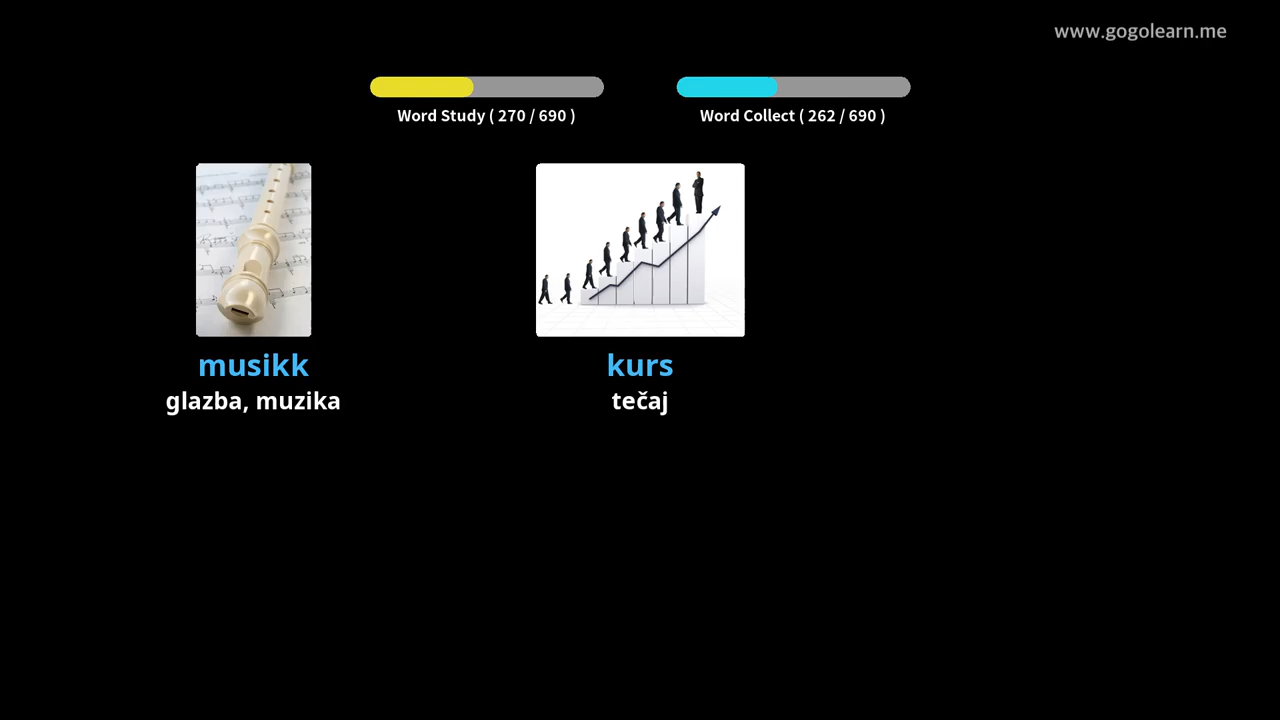 www.gogolearn.me
Word Study ( 270 / 690 )
Word Collect ( 262 / 690 )
musikk
glazba, muzika
kurs
tečaj